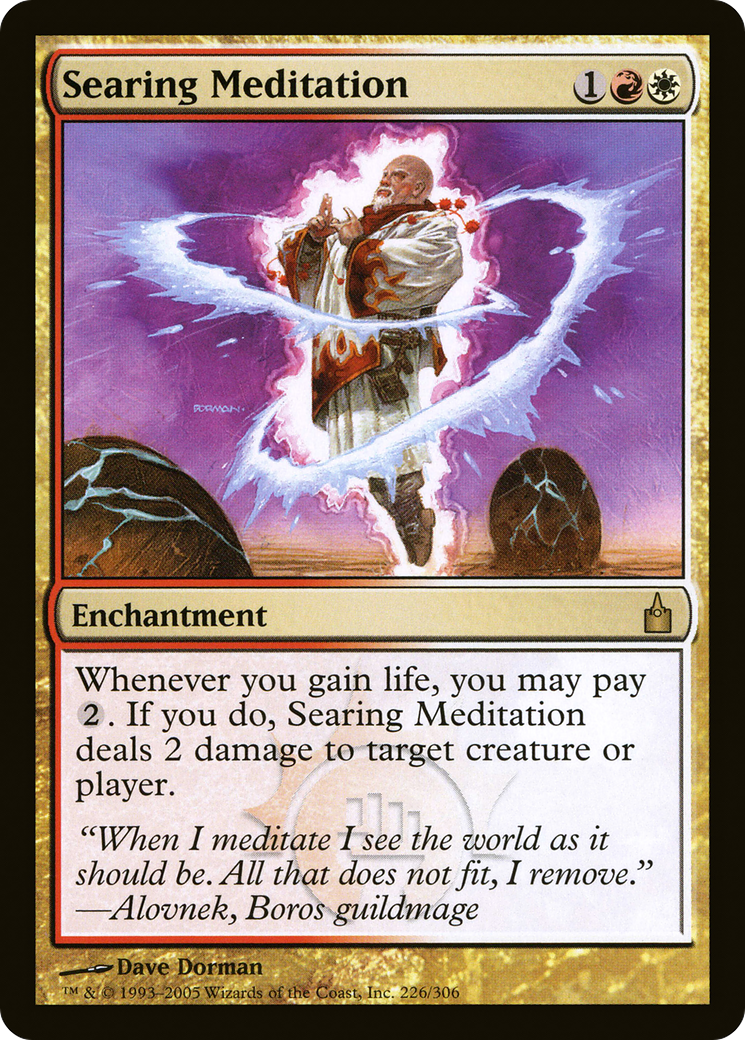 Searing Meditation 1
DORMAN
Enchantment
Whenever you gain life, you may pay
2. If you do, Searing Meditation
deals 2 damage to target creature or
player.
“When I meditate I see the world as it
should be. All that does not fit, I remove.”
—Alovnek, Boros guildmage
Dave Dorman
™ & © 1993–2005 Wizards of the Coast, Inc. 226/306